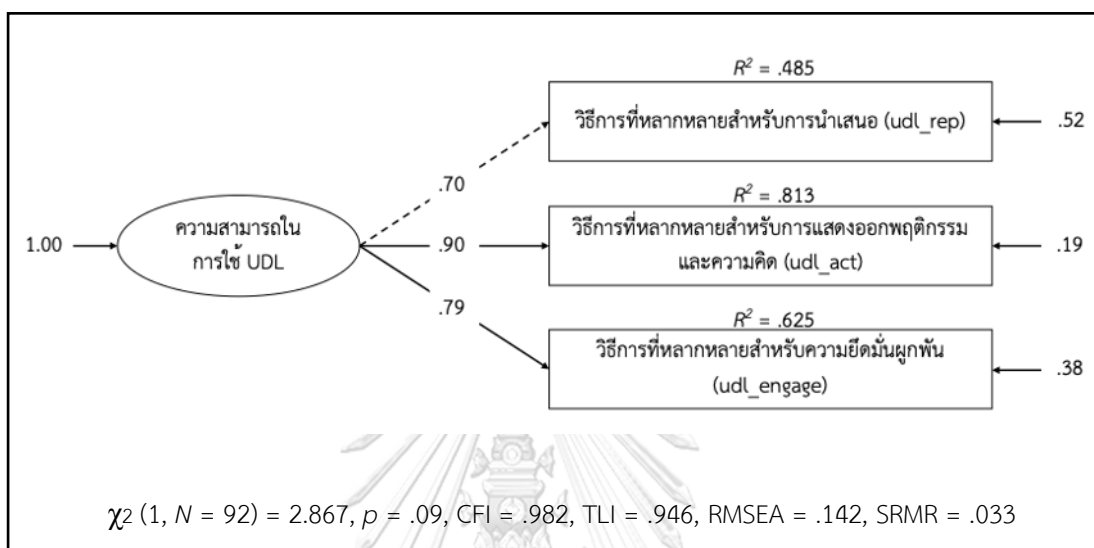 R² = .485
วิธีการที่หลากหลายสำหรับการนำเสนอ (udl_rep)
.52
.70
R² = .813
1.00
ความสามารถใน
การใช้ UDL
.90
วิธีการที่หลากหลายสำหรับการแสดงออกพฤติกรรม
และความคิด (udl_act)
.19
.79
R² = .625
วิธีการที่หลากหลายสำหรับความยึดมั่นผูกพัน
(udl_engage)
.38
χ2 (1, N = 92) = 2.867, p = .09, CFI = .982, TLI = .946, RMSEA = .142, SRMR = .033